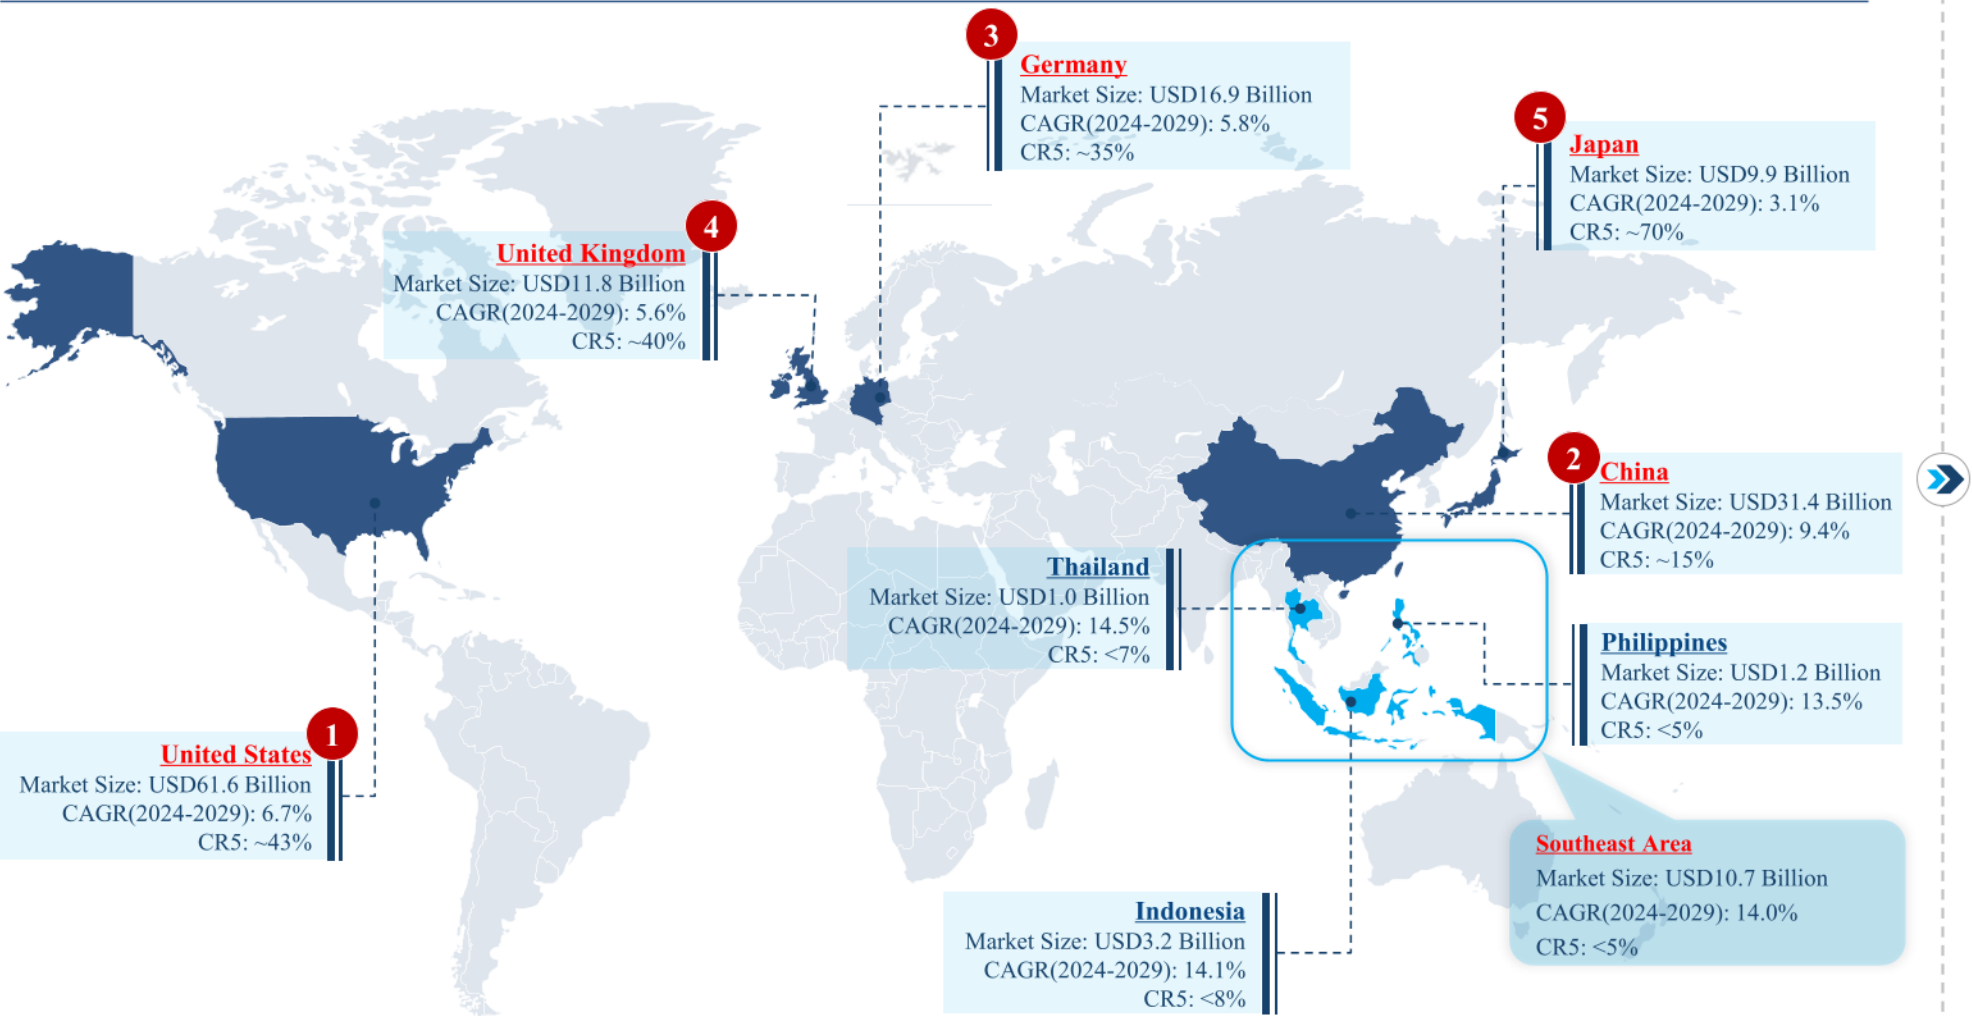 3
Germany
Market Size: USD16.9 Billion
CAGR(2024-2029): 5.8%
CR5: ~35%
5
Japan
Market Size: USD9.9 Billion
CAGR(2024-2029): 3.1%
CR5: ~70%
4
United Kingdom
Market Size: USD11.8 Billion
CAGR(2024-2029): 5.6%
CR5: ~40%
2
China
Market Size: USD31.4 Billion
CAGR(2024-2029): 9.4%
CR5: ~15%
Thailand
Market Size: USD1.0 Billion
CAGR(2024-2029): 14.5%
CR5: <7%
Philippines
Market Size: USD1.2 Billion
CAGR(2024-2029): 13.5%
CR5: <5%
1
United States
Market Size: USD61.6 Billion
CAGR(2024-2029): 6.7%
CR5: ~43%
Southeast Area
Market Size: USD10.7 Billion
CAGR(2024-2029): 14.0%
CR5: <5%
Indonesia
Market Size: USD3.2 Billion
CAGR(2024-2029): 14.1%
CR5: <8%